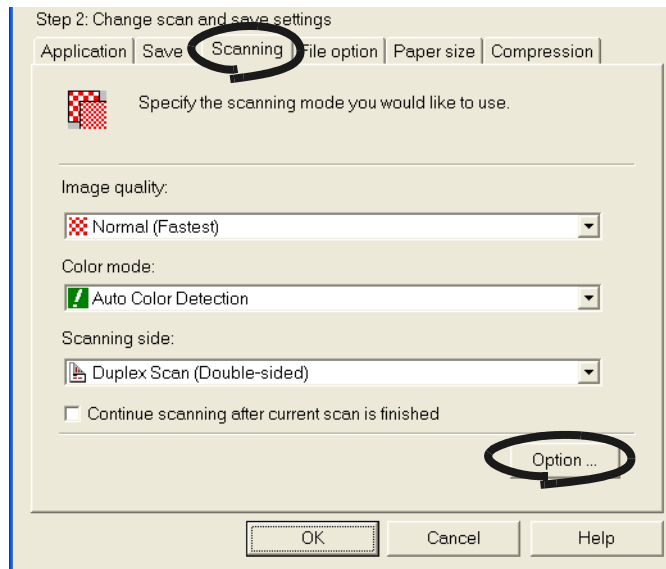 Step 2: Change scan and save settings
Application Save Scanning File option Paper size Compression
Specify the scanning mode you would like to use.
Image quality:
Normal (Fastest)
Color mode:
Auto Color Detection
Scanning side:
Duplex Scan (Double-sided)
Continue scanning after current scan is finished
Option ...
OK Cancel Help